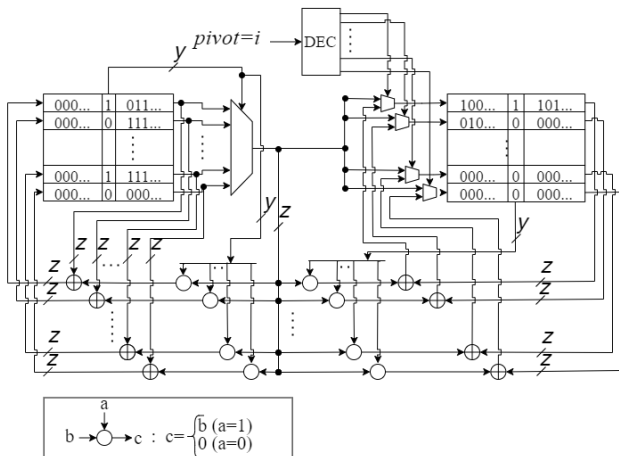 pivot=i
DEC
y
000... 1 011...
000... 0 111...
000... 1 111...
000... 0 000...
100... 1 101...
010... 0 000...
000... 0 000...
000... 0 000...
y
z
y
z
z
z
z
z
z
z
z
z
z
z
z
a
b
c : c= b (a=1)
0 (a=0)